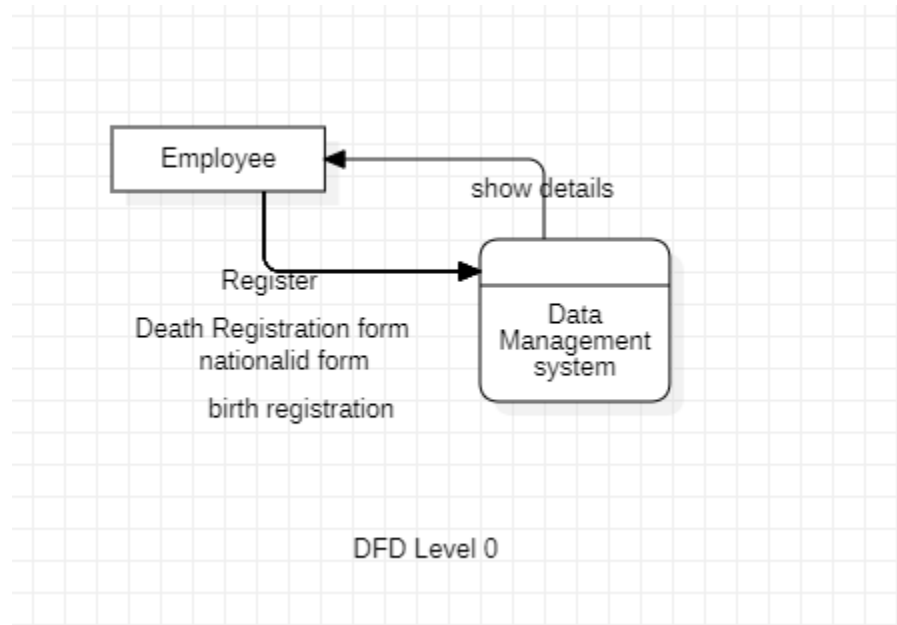 Employee
show details
Register
Death Registration form
nationalid form
birth registration
Data
Management
system
DFD Level 0